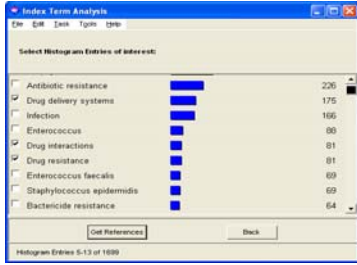 Index Term Analysis
File Edit Task Tools Help
Select Histogram Entries of interest:
Antibiotic resistance 226
Drug delivery systems 175
Infection 166
Enterococcus 88
Drug interactions 81
Drug resistance 81
Enterococcus faecalis 69
Staphylococcus epidermidis 69
Bactericide resistance 64
Get References Back
Histogram Entries 5-13 of 1699